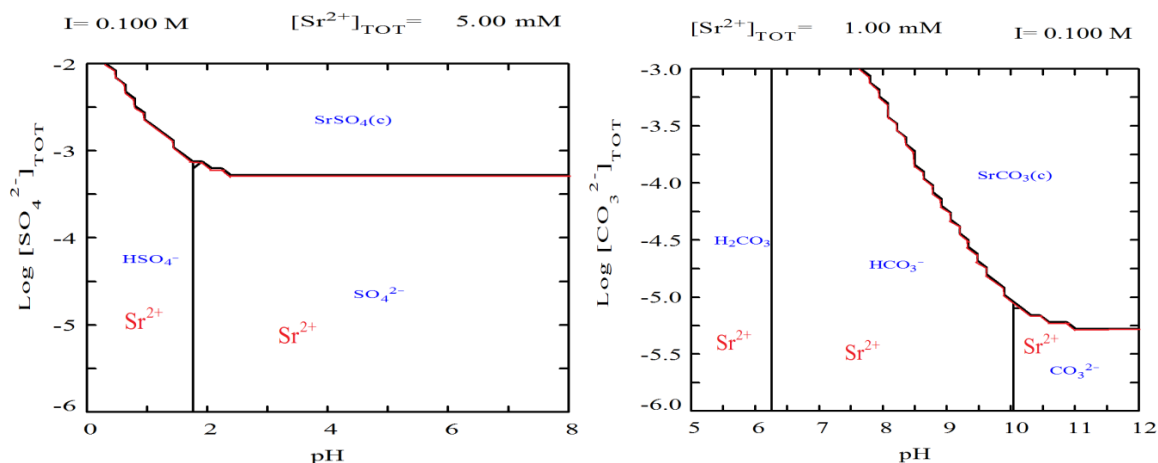 I= 0.100 M [Sr²⁺]TOT= 5.00 mM
-2
-3
-4
-5
-6
Log [SO₄²⁻]TOT
SrSO₄(c)
HSO₄⁻
SO₄²⁻
Sr²⁺
Sr²⁺
0 2 4 6 8
pH
[Sr²⁺]TOT= 1.00 mM I= 0.100 M
-3.0
-3.5
-4.0
-4.5
-5.0
-5.5
-6.0
Log [CO₃²⁻]TOT
SrCO₃(c)
H₂CO₃
HCO₃⁻
Sr²⁺
Sr²⁺
Sr²⁺
CO₃²⁻
5 6 7 8 9 10 11 12
pH